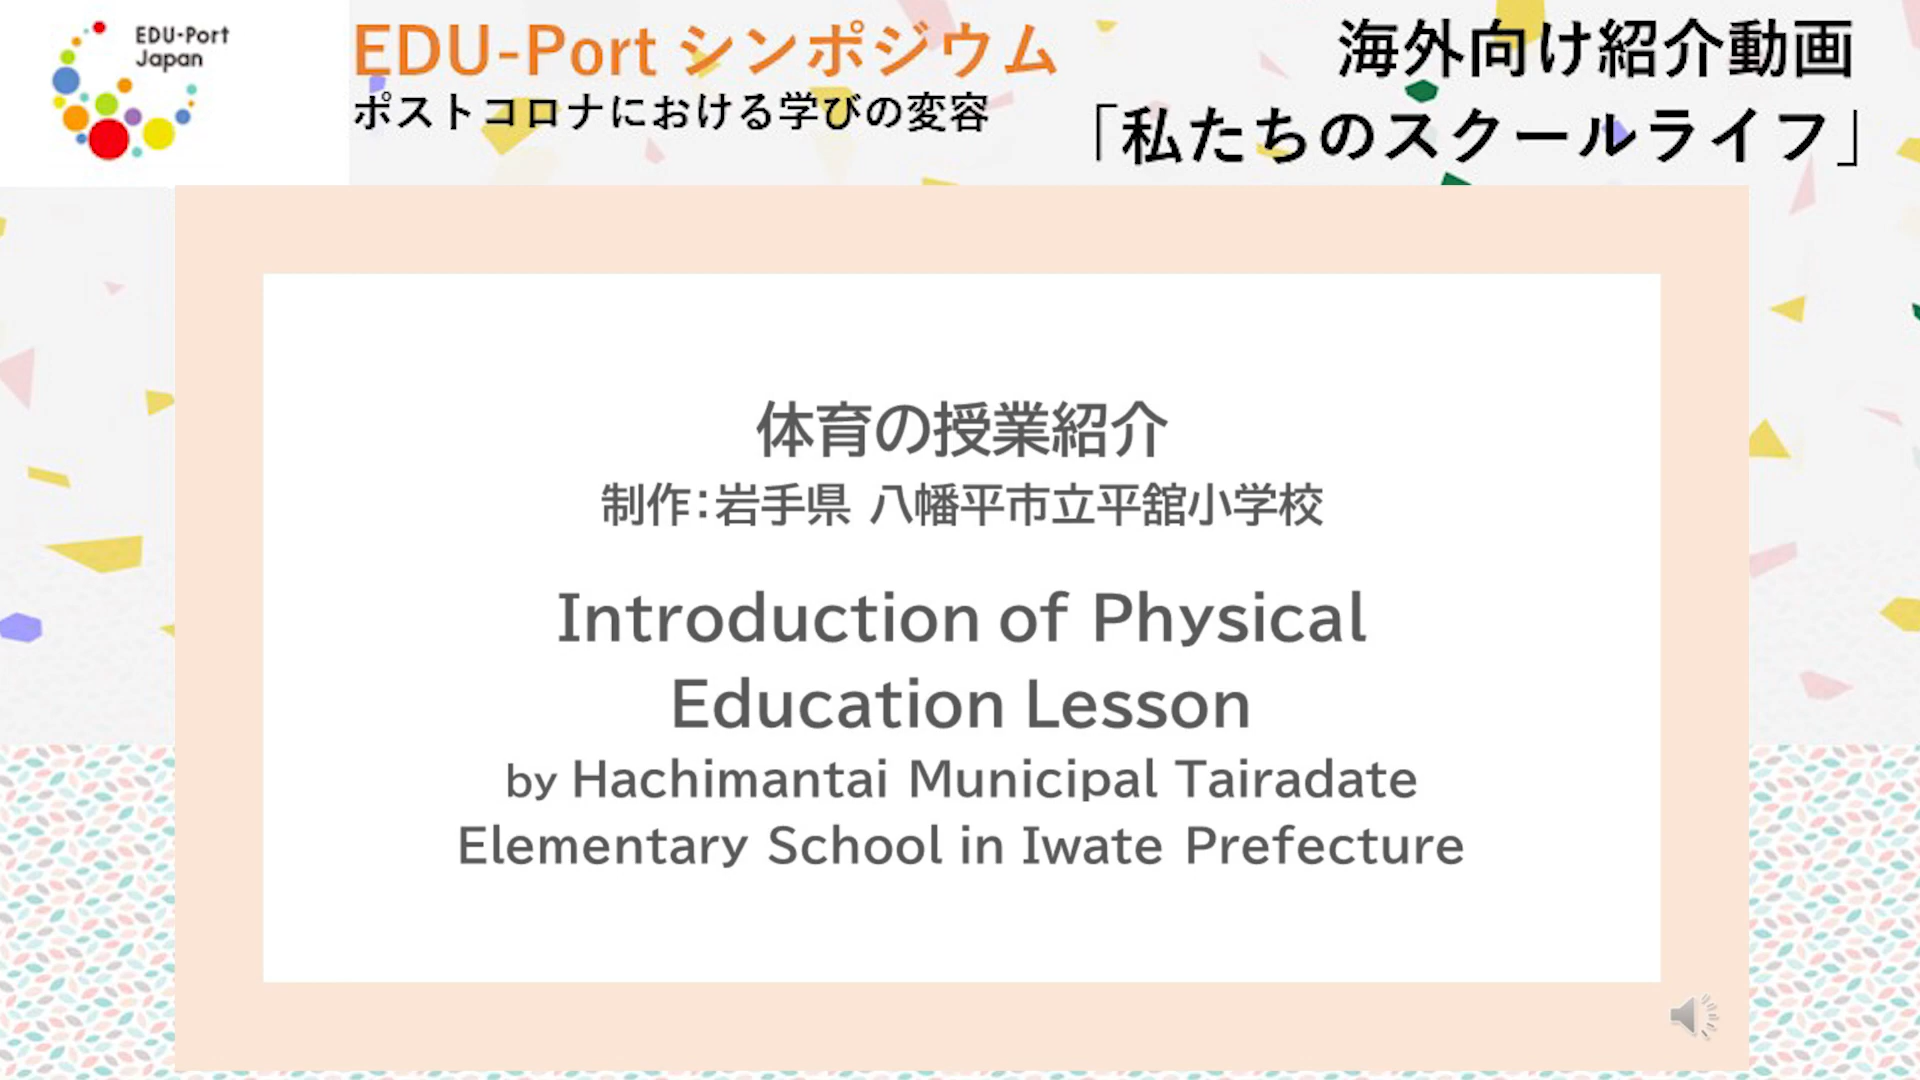 EDU-Port
Japan
EDU-Port シンポジウム
ポストコロナにおける学びの変容
海外向け紹介動画
「私たちのスクールライフ」
体育の授業紹介
制作：岩手県 八幡平市立平舘小学校
Introduction of Physical
Education Lesson
by Hachimantai Municipal Tairadate
Elementary School in Iwate Prefecture